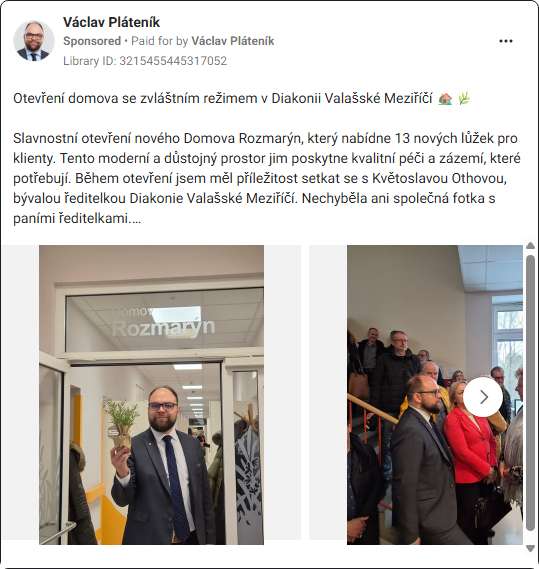 Václav Pláteník
Sponsored • Paid for by Václav Pláteník
Library ID: 3215455445317052
Otevření domova se zvláštním režimem v Diakonii Valašské Meziříčí 🏠 🌿
Slavnostní otevření nového Domova Rozmarýn, který nabídne 13 nových lůžek pro
klienty. Tento moderní a důstojný prostor jim poskytne kvalitní péči a zázemí, které
potřebují. Během otevření jsem měl příležitost setkat se s Květoslavou Othovou,
bývalou ředitelkou Diakonie Valašské Meziříčí. Nechyběla ani společná fotka s
paními ředitelkami.…
Domov
Rozmarýn